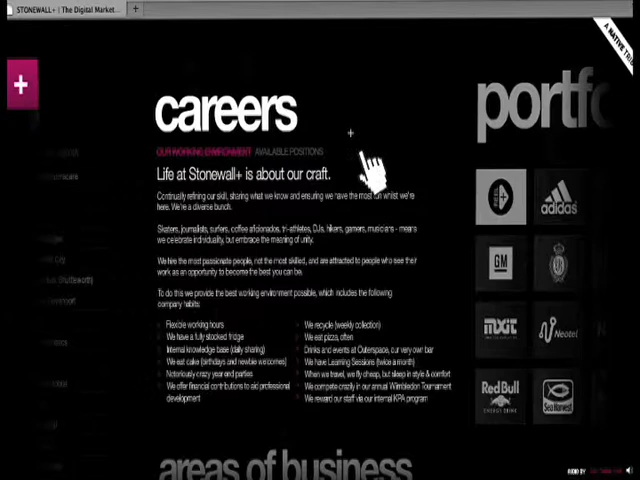 STONEWALL+ | The Digital Market...
A NATIVE
+
careers
portfo
OUR WORKING ENVIRONMENT AVAILABLE POSITIONS
Life at Stonewall+ is about our craft.
Continually refining our skill, sharing what we know and ensuring we have the most fun whilst we're
here. We're a diverse bunch.
Skaters, journalists, surfers, coffee aficionados, tri-athletes, DJs, hikers, gamers, musicians - means
we celebrate individuality, but embrace the meaning of unity.
We hire the most passionate people, not the most skilled, and are attracted to people who see their
work as an opportunity to become the best you can be.
To do this we provide the best working environment possible, which includes the following
company habits:
Flexible working hours
We have a fully stocked fridge
Internal knowledge base (daily sharing)
We eat cake (birthdays and newbie welcomes)
Notoriously crazy year end parties
We offer financial contributions to aid professional
development
We recycle (weekly collection)
We eat pizza, often
Drinks and events at Outerspace, our very own bar
We have Learning Sessions (twice a month)
When we travel, we fly cheap, but sleep in style & comfort
We compete crazily in our annual Wimbledon Tournament
We reward our staff via our internal KPA program
adidas
GM
mxit
Neotel
Red Bull
ENERGY DRINK
Sea Harvest
areas of business
AUDIO BY